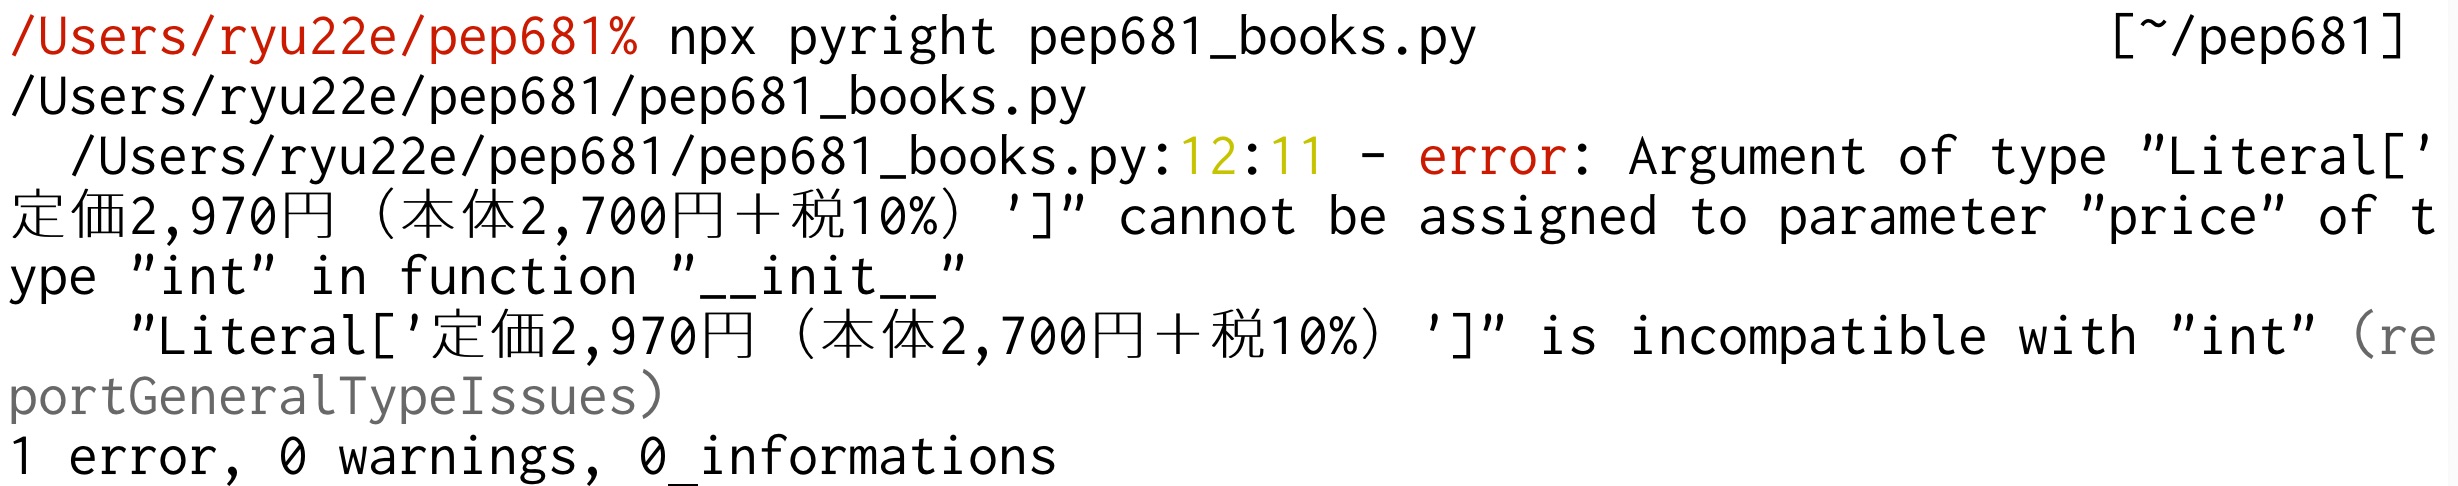 /Users/ryu22e/pep681% npx pyright pep681_books.py [~/pep681]
/Users/ryu22e/pep681/pep681_books.py
  /Users/ryu22e/pep681/pep681_books.py:12:11 - error: Argument of type "Literal['
定価2,970円（本体2,700円＋税10%）']" cannot be assigned to parameter "price" of t
ype "int" in function "__init__"
    "Literal['定価2,970円（本体2,700円＋税10%）']" is incompatible with "int" (re
portGeneralTypeIssues)
1 error, 0 warnings, 0 informations